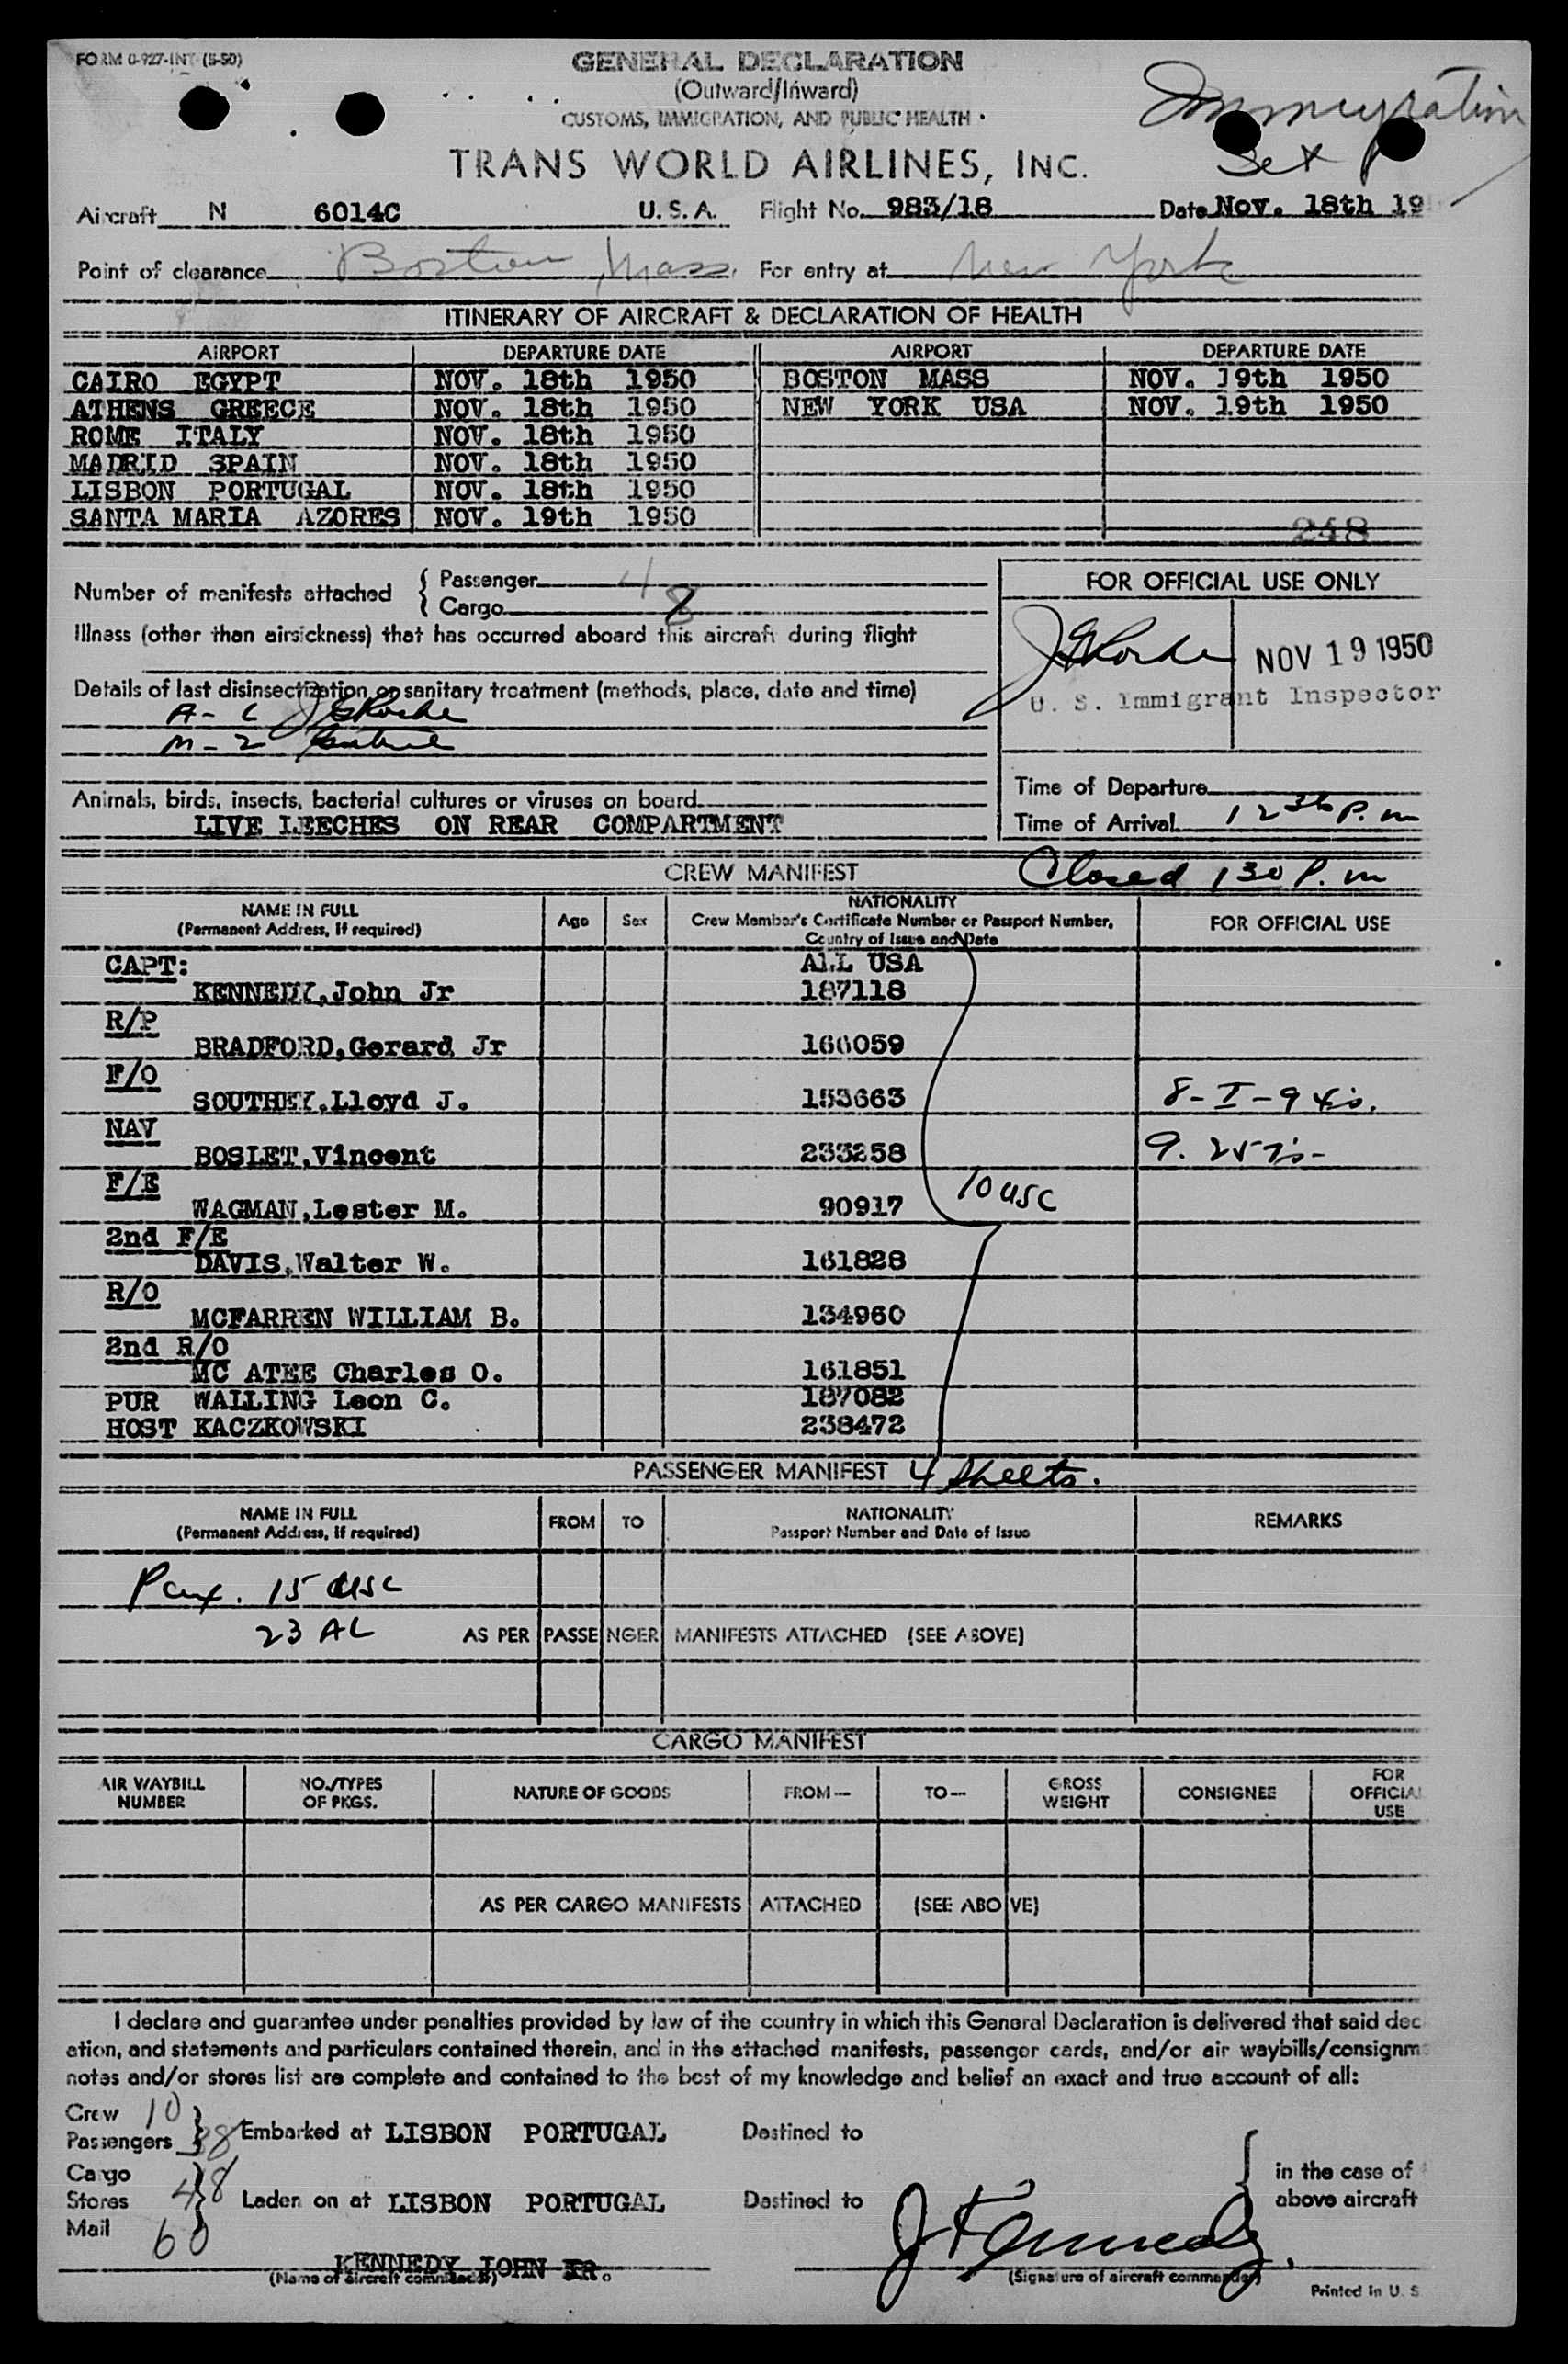 FORM 0-927-INT (5-50)
GENERAL DECLARATION
(Outward/Inward)
CUSTOMS, IMMIGRATION, AND PUBLIC HEALTH
Immigration
Set
TRANS WORLD AIRLINES, INC.
Aircraft N 6014C U.S.A. Flight No. 983/18 Date Nov. 18th 19
Point of clearance Boston, Mass. For entry at New York
ITINERARY OF AIRCRAFT & DECLARATION OF HEALTH
AIRPORT DEPARTURE DATE AIRPORT DEPARTURE DATE
CAIRO EGYPT NOV. 18th 1950 BOSTON MASS NOV. 19th 1950
ATHENS GREECE NOV. 18th 1950 NEW YORK USA NOV. 19th 1950
ROME ITALY NOV. 18th 1950
MADRID SPAIN NOV. 18th 1950
LISBON PORTUGAL NOV. 18th 1950
SANTA MARIA AZORES NOV. 19th 1950
248
Number of manifests attached { Passenger 4
Cargo 8
FOR OFFICIAL USE ONLY
Illness (other than airsickness) that has occurred aboard this aircraft during flight
NOV 19 1950
U. S. Immigrant Inspector
Details of last disinsectization or sanitary treatment (methods, place, date and time)
A - L
M - 2
Animals, birds, insects, bacterial cultures or viruses on board
LIVE LEECHES ON REAR COMPARTMENT
Time of Departure
Time of Arrival 12 36 P. m
CREW MANIFEST Closed 1 30 P. m
NAME IN FULL
(Permanent Address, If required)
Age Sex
NATIONALITY
Crew Member's Certificate Number or Passport Number,
Country of Issue and Date
FOR OFFICIAL USE
CAPT: ALL USA
KENNEDY,John Jr 187118
R/P
BRADFORD,Gerard Jr 166059
F/O
SOUTHEY,Lloyd J. 153663
NAV
BOSLET,Vincent 233258
F/E
10 USC
WAGMAN,Lester M. 90917
2nd F/E
DAVIS,Walter W. 161828
R/O
MCFARREN WILLIAM B. 134960
2nd R/O
MC ATEE Charles O. 161851
PUR WALLING Leon C. 187082
HOST KACZKOWSKI 238472
PASSENGER MANIFEST 4 sheets.
NAME IN FULL
(Permanent Address, If required)
FROM TO
NATIONALITY
Passport Number and Date of Issue
REMARKS
Pax. 15 USC
23 AL AS PER PASSENGER MANIFESTS ATTACHED (SEE ABOVE)
CARGO MANIFEST
AIR WAYBILL NUMBER
NO./TYPES OF PKGS.
NATURE OF GOODS
FROM—
TO—
GROSS WEIGHT
CONSIGNEE
FOR OFFICIAL USE
AS PER CARGO MANIFESTS ATTACHED (SEE ABOVE)
I declare and guarantee under penalties provided by law of the country in which this General Declaration is delivered that said dec
ation, and statements and particulars contained therein, and in the attached manifests, passenger cards, and/or air waybills/consignm
notes and/or stores list are complete and contained to the best of my knowledge and belief an exact and true account of all:
Crew 10
Passengers 38 } Embarked at LISBON PORTUGAL Destined to
Cargo
Stores 48 } Laden on at LISBON PORTUGAL Destined to
Mail 60
in the case of
above aircraft
KENNEDY JOHN JR.
J Kennedy
(Name of aircraft commander)
(Signature of aircraft commander)
Printed in U. S